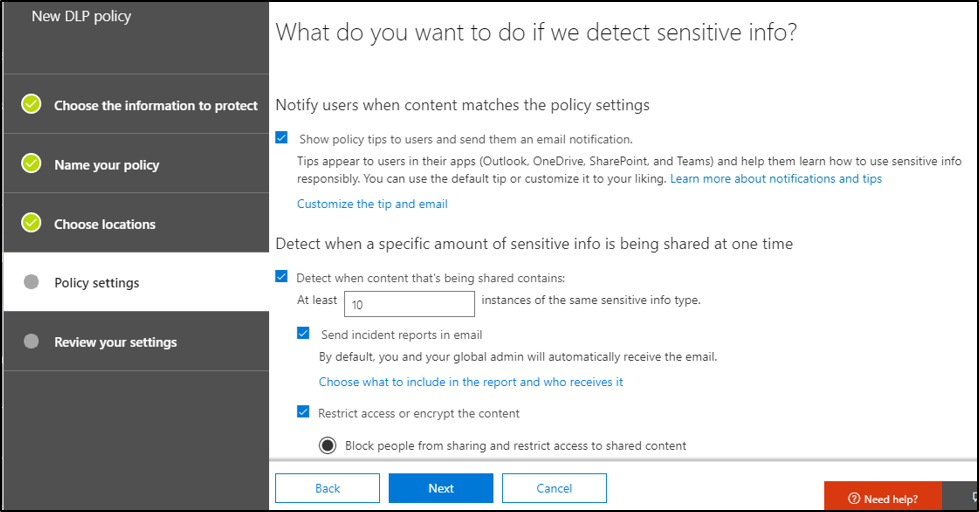 New DLP policy
Choose the information to protect
Name your policy
Choose locations
Policy settings
Review your settings
What do you want to do if we detect sensitive info?
Notify users when content matches the policy settings
Show policy tips to users and send them an email notification.
Tips appear to users in their apps (Outlook, OneDrive, SharePoint, and Teams) and help them learn how to use sensitive info
responsibly. You can use the default tip or customize it to your liking. Learn more about notifications and tips
Customize the tip and email
Detect when a specific amount of sensitive info is being shared at one time
Detect when content that's being shared contains:
At least 10 instances of the same sensitive info type.
Send incident reports in email
By default, you and your global admin will automatically receive the email.
Choose what to include in the report and who receives it
Restrict access or encrypt the content
Block people from sharing and restrict access to shared content
Back Next Cancel
? Need help?